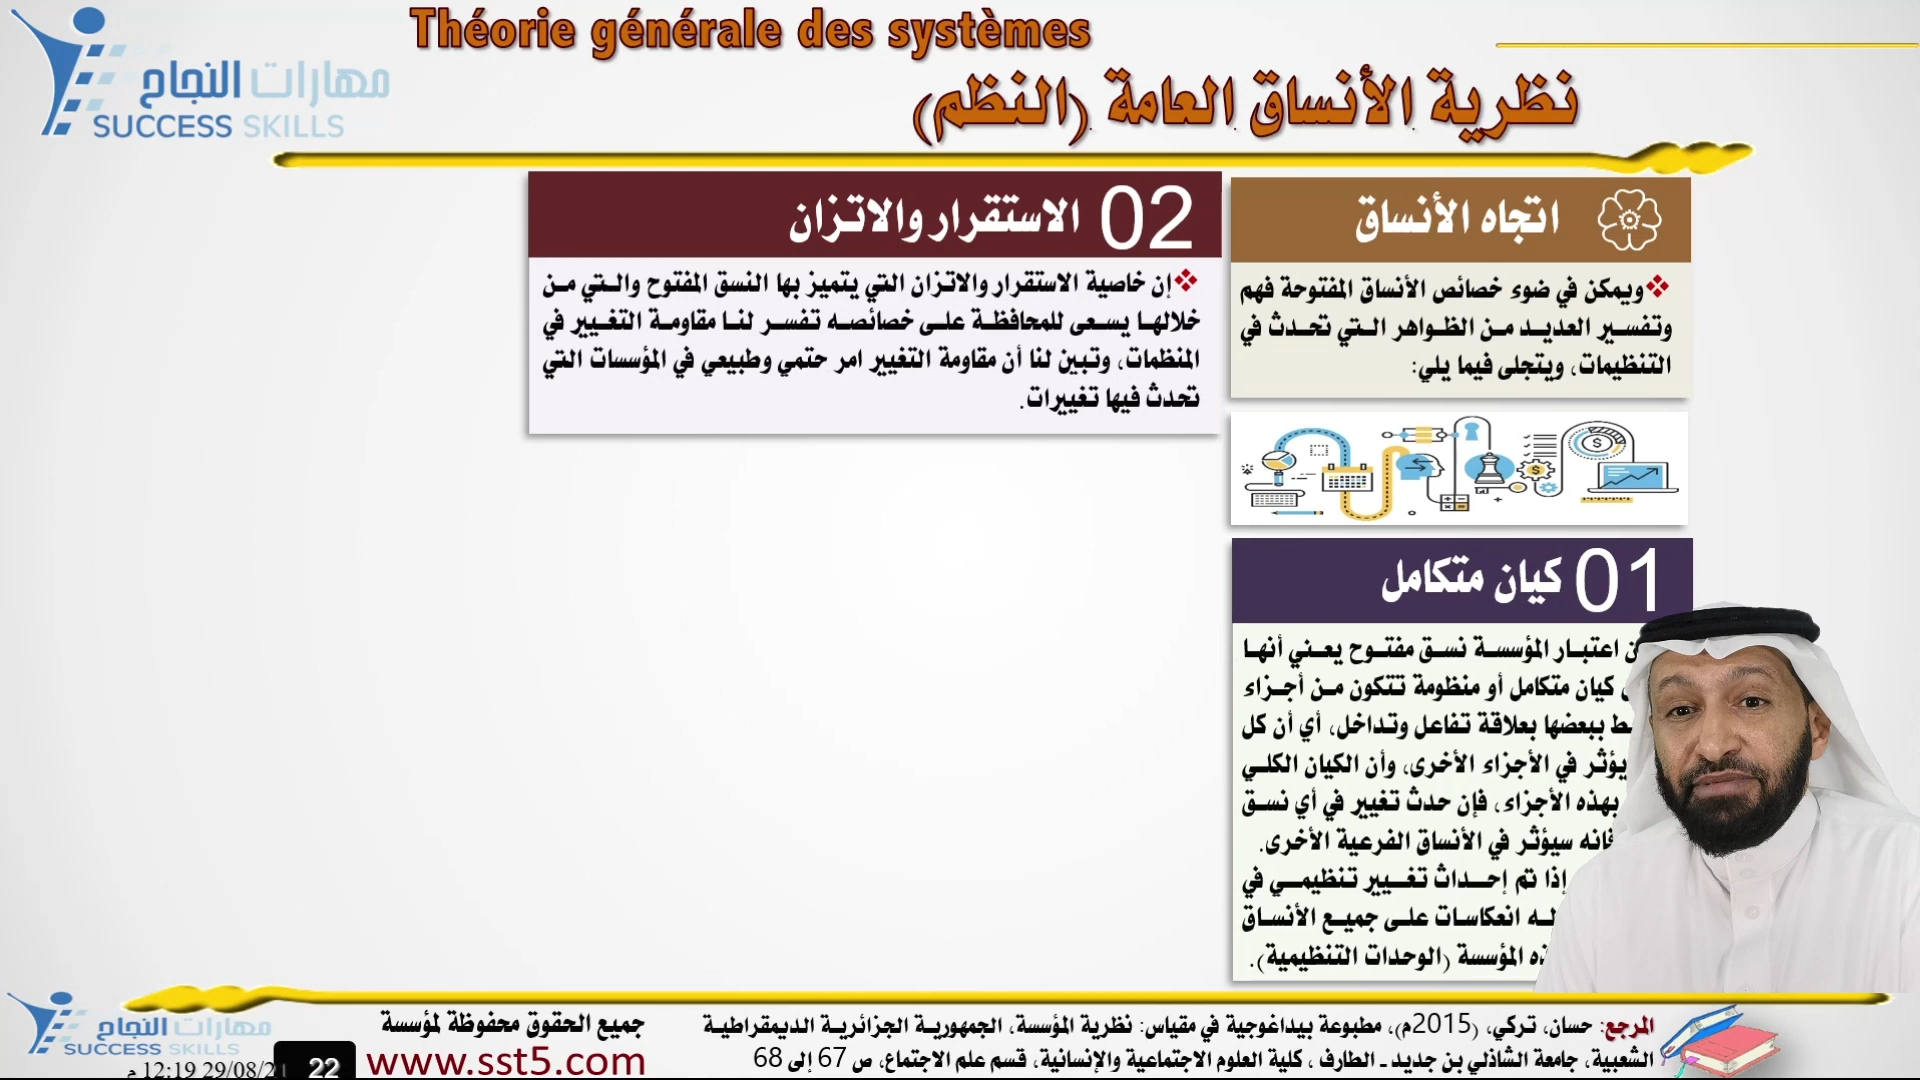 Théorie générale des systèmes
نظرية الأنساق العامة (النظم)
مهارات النجاح
SUCCESS SKILLS
اتجاه الأنساق
❖ويمكن في ضوء خصائص الأنساق المفتوحة فهم
وتفسير العديد من الظواهر التي تحدث في
التنظيمات، ويتجلى فيما يلي:
01 كيان متكامل
اعتبار المؤسسة نسق مفتوح يعني أنها
كيان متكامل أو منظومة تتكون من أجزاء
ببعضها بعلاقة تفاعل وتداخل، أي أن كل
يؤثر في الأجزاء الأخرى، وأن الكيان الكلي
بهذه الأجزاء، فإن حدث تغيير في أي نسق
فانه سيؤثر في الأنساق الفرعية الأخرى.
إذا تم إحداث تغيير تنظيمي في
له انعكاسات على جميع الأنساق
المؤسسة (الوحدات التنظيمية).
02 الاستقرار والاتزان
❖إن خاصية الاستقرار والاتزان التي يتميز بها النسق المفتوح والتي من
خلالها يسعى للمحافظة على خصائصه تفسر لنا مقاومة التغيير في
المنظمات، وتبين لنا أن مقاومة التغيير امر حتمي وطبيعي في المؤسسات التي
تحدث فيها تغييرات.
المرجع: حسان، تركي، (2015م)، مطبوعة بيداغوجية في مقياس: نظرية المؤسسة، الجمهورية الجزائرية الديمقراطية
الشعبية، جامعة الشاذلي بن جديد ـ الطارف ، كلية العلوم الاجتماعية والإنسانية، قسم علم الاجتماع، ص 67 إلى 68
جميع الحقوق محفوظة لمؤسسة
www.sst5.com
22
مهارات النجاح
SUCCESS SKILLS
29/08/2 12:19 م